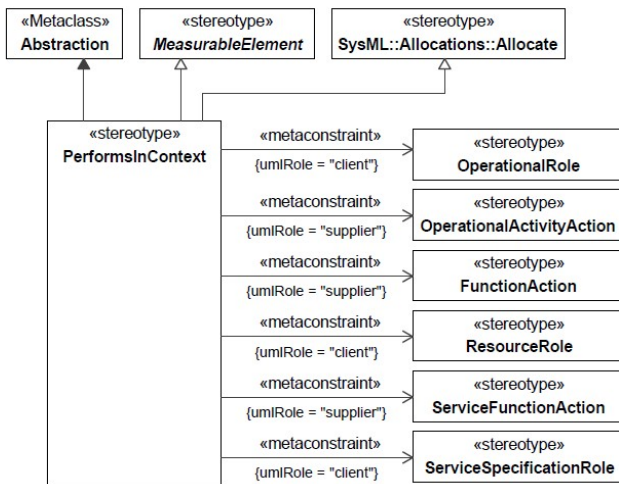 «Metaclass»
Abstraction
«stereotype»
MeasurableElement
«stereotype»
SysML::Allocations::Allocate
«stereotype»
PerformsInContext
«metaconstraint»
{umlRole = "client"}
«stereotype»
OperationalRole
«metaconstraint»
{umlRole = "supplier"}
«stereotype»
OperationalActivityAction
«metaconstraint»
{umlRole = "supplier"}
«stereotype»
FunctionAction
«metaconstraint»
{umlRole = "client"}
«stereotype»
ResourceRole
«metaconstraint»
{umlRole = "supplier"}
«stereotype»
ServiceFunctionAction
«metaconstraint»
{umlRole = "client"}
«stereotype»
ServiceSpecificationRole